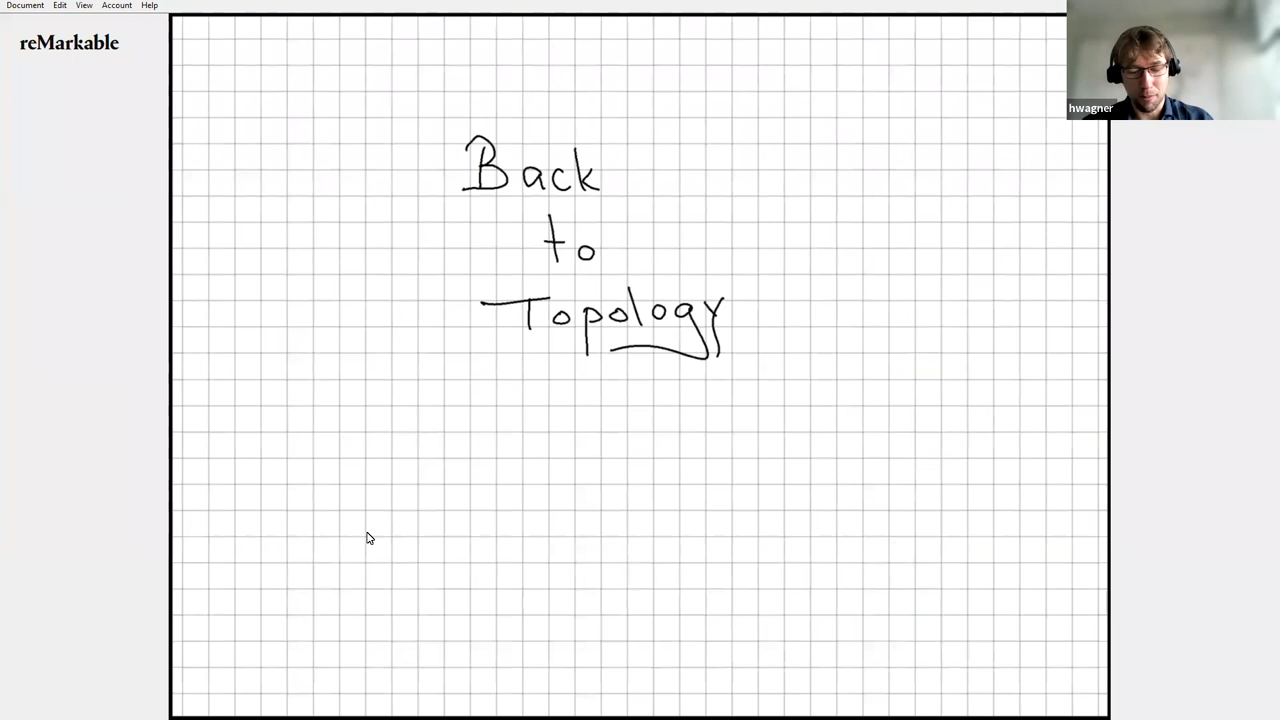 Document Edit View Account Help
reMarkable
hwagner
Back
to
Topology